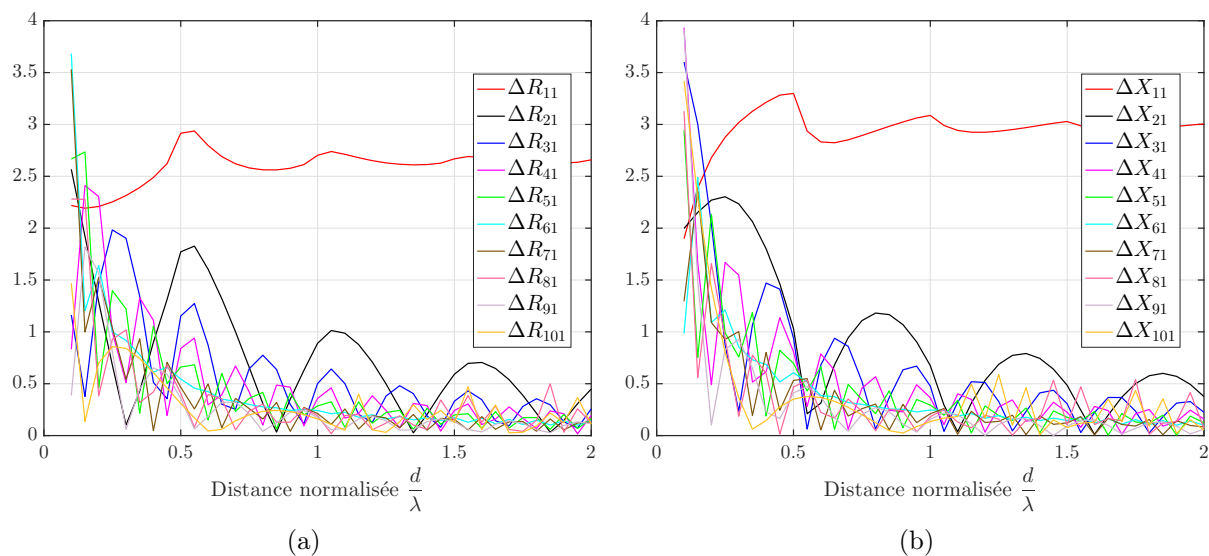 4
3.5
3
2.5
2
1.5
1
0.5
0
0
0.5
1
1.5
2
ΔR₁₁
ΔR₂₁
ΔR₃₁
ΔR₄₁
ΔR₅₁
ΔR₆₁
ΔR₇₁
ΔR₈₁
ΔR₉₁
ΔR₁₀₁
Distance normalisée d/λ
(a)
4
3.5
3
2.5
2
1.5
1
0.5
0
0
0.5
1
1.5
2
ΔX₁₁
ΔX₂₁
ΔX₃₁
ΔX₄₁
ΔX₅₁
ΔX₆₁
ΔX₇₁
ΔX₈₁
ΔX₉₁
ΔX₁₀₁
Distance normalisée d/λ
(b)